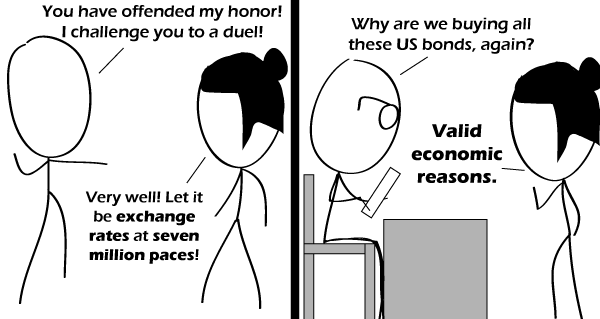 You have offended my honor!
I challenge you to a duel!
Very well! Let it
be exchange
rates at seven
million paces!
Why are we buying all
these US bonds, again?
Valid
economic
reasons.